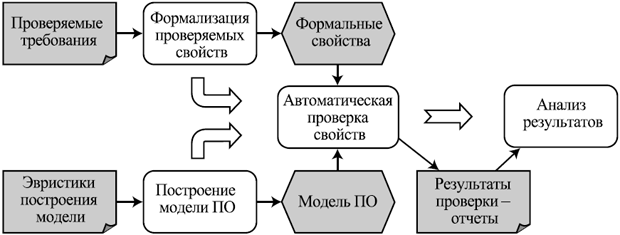 Проверяемые
требования
Формализация
проверяемых
свойств
Формальные
свойства
Автоматическая
проверка
свойств
Анализ
результатов
Эвристики
построения
модели
Построение
модели ПО
Модель ПО
Результаты
проверки –
отчеты